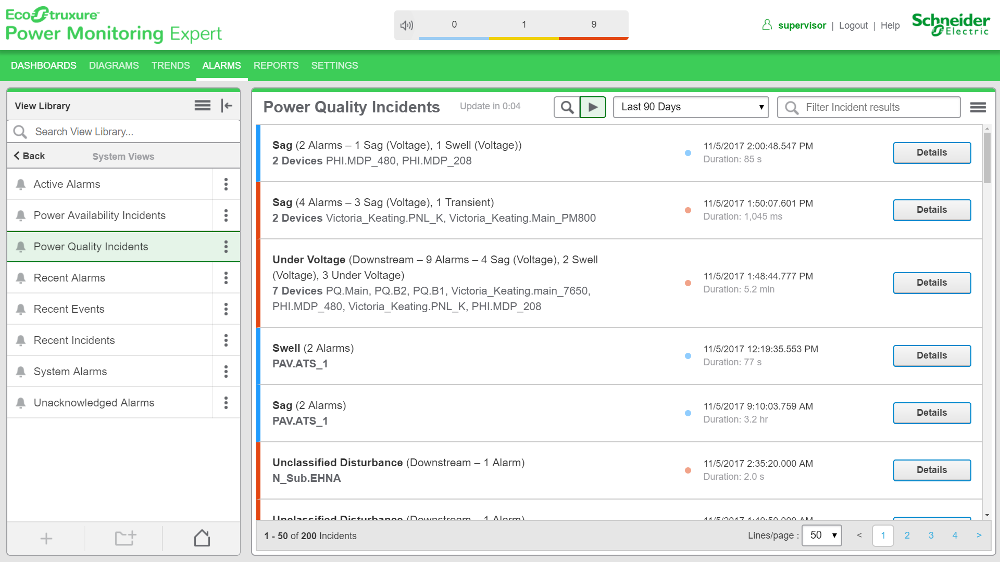 EcoStruxure™
Power Monitoring Expert
0 1 9
supervisor | Logout | Help
Schneider
Electric
DASHBOARDS DIAGRAMS TRENDS ALARMS REPORTS SETTINGS
View Library
Search View Library...
Back System Views
Active Alarms
Power Availability Incidents
Power Quality Incidents
Recent Alarms
Recent Events
Recent Incidents
System Alarms
Unacknowledged Alarms
Power Quality Incidents Update in 0:04 Last 90 Days Filter Incident results
Sag (2 Alarms – 1 Sag (Voltage), 1 Swell (Voltage))
2 Devices PHI.MDP_480, PHI.MDP_208
11/5/2017 2:00:48.547 PM
Duration: 85 s
Details
Sag (4 Alarms – 3 Sag (Voltage), 1 Transient)
2 Devices Victoria_Keating.PNL_K, Victoria_Keating.Main_PM800
11/5/2017 1:50:07.601 PM
Duration: 1,045 ms
Details
Under Voltage (Downstream – 9 Alarms – 4 Sag (Voltage), 2 Swell
(Voltage), 3 Under Voltage)
7 Devices PQ.Main, PQ.B2, PQ.B1, Victoria_Keating.main_7650,
PHI.MDP_480, Victoria_Keating.PNL_K, PHI.MDP_208
11/5/2017 1:48:44.777 PM
Duration: 5.2 min
Details
Swell (2 Alarms)
PAV.ATS_1
11/5/2017 12:19:35.553 PM
Duration: 77 s
Details
Sag (2 Alarms)
PAV.ATS_1
11/5/2017 9:10:03.759 AM
Duration: 3.2 hr
Details
Unclassified Disturbance (Downstream – 1 Alarm)
N_Sub.EHNA
11/5/2017 2:35:20.000 AM
Duration: 2.0 s
Details
Unclassified Disturbance (Downstream – 1 Alarm)
1 - 50 of 200 Incidents
Lines/page : 50 < 1 2 3 4 >